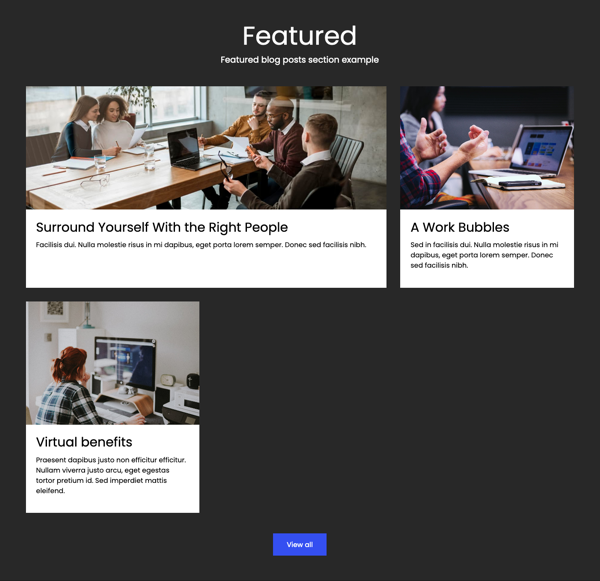 Featured
Featured blog posts section example
Surround Yourself With the Right People
Facilisis dui. Nulla molestie risus in mi dapibus, eget porta lorem semper. Donec sed facilisis nibh.
A Work Bubbles
Sed in facilisis dui. Nulla molestie risus in mi
dapibus, eget porta lorem semper. Donec
sed facilisis nibh.
Virtual benefits
Praesent dapibus justo non efficitur efficitur.
Nullam viverra justo arcu, eget egestas
tortor pretium id. Sed imperdiet mattis
eleifend.
View all